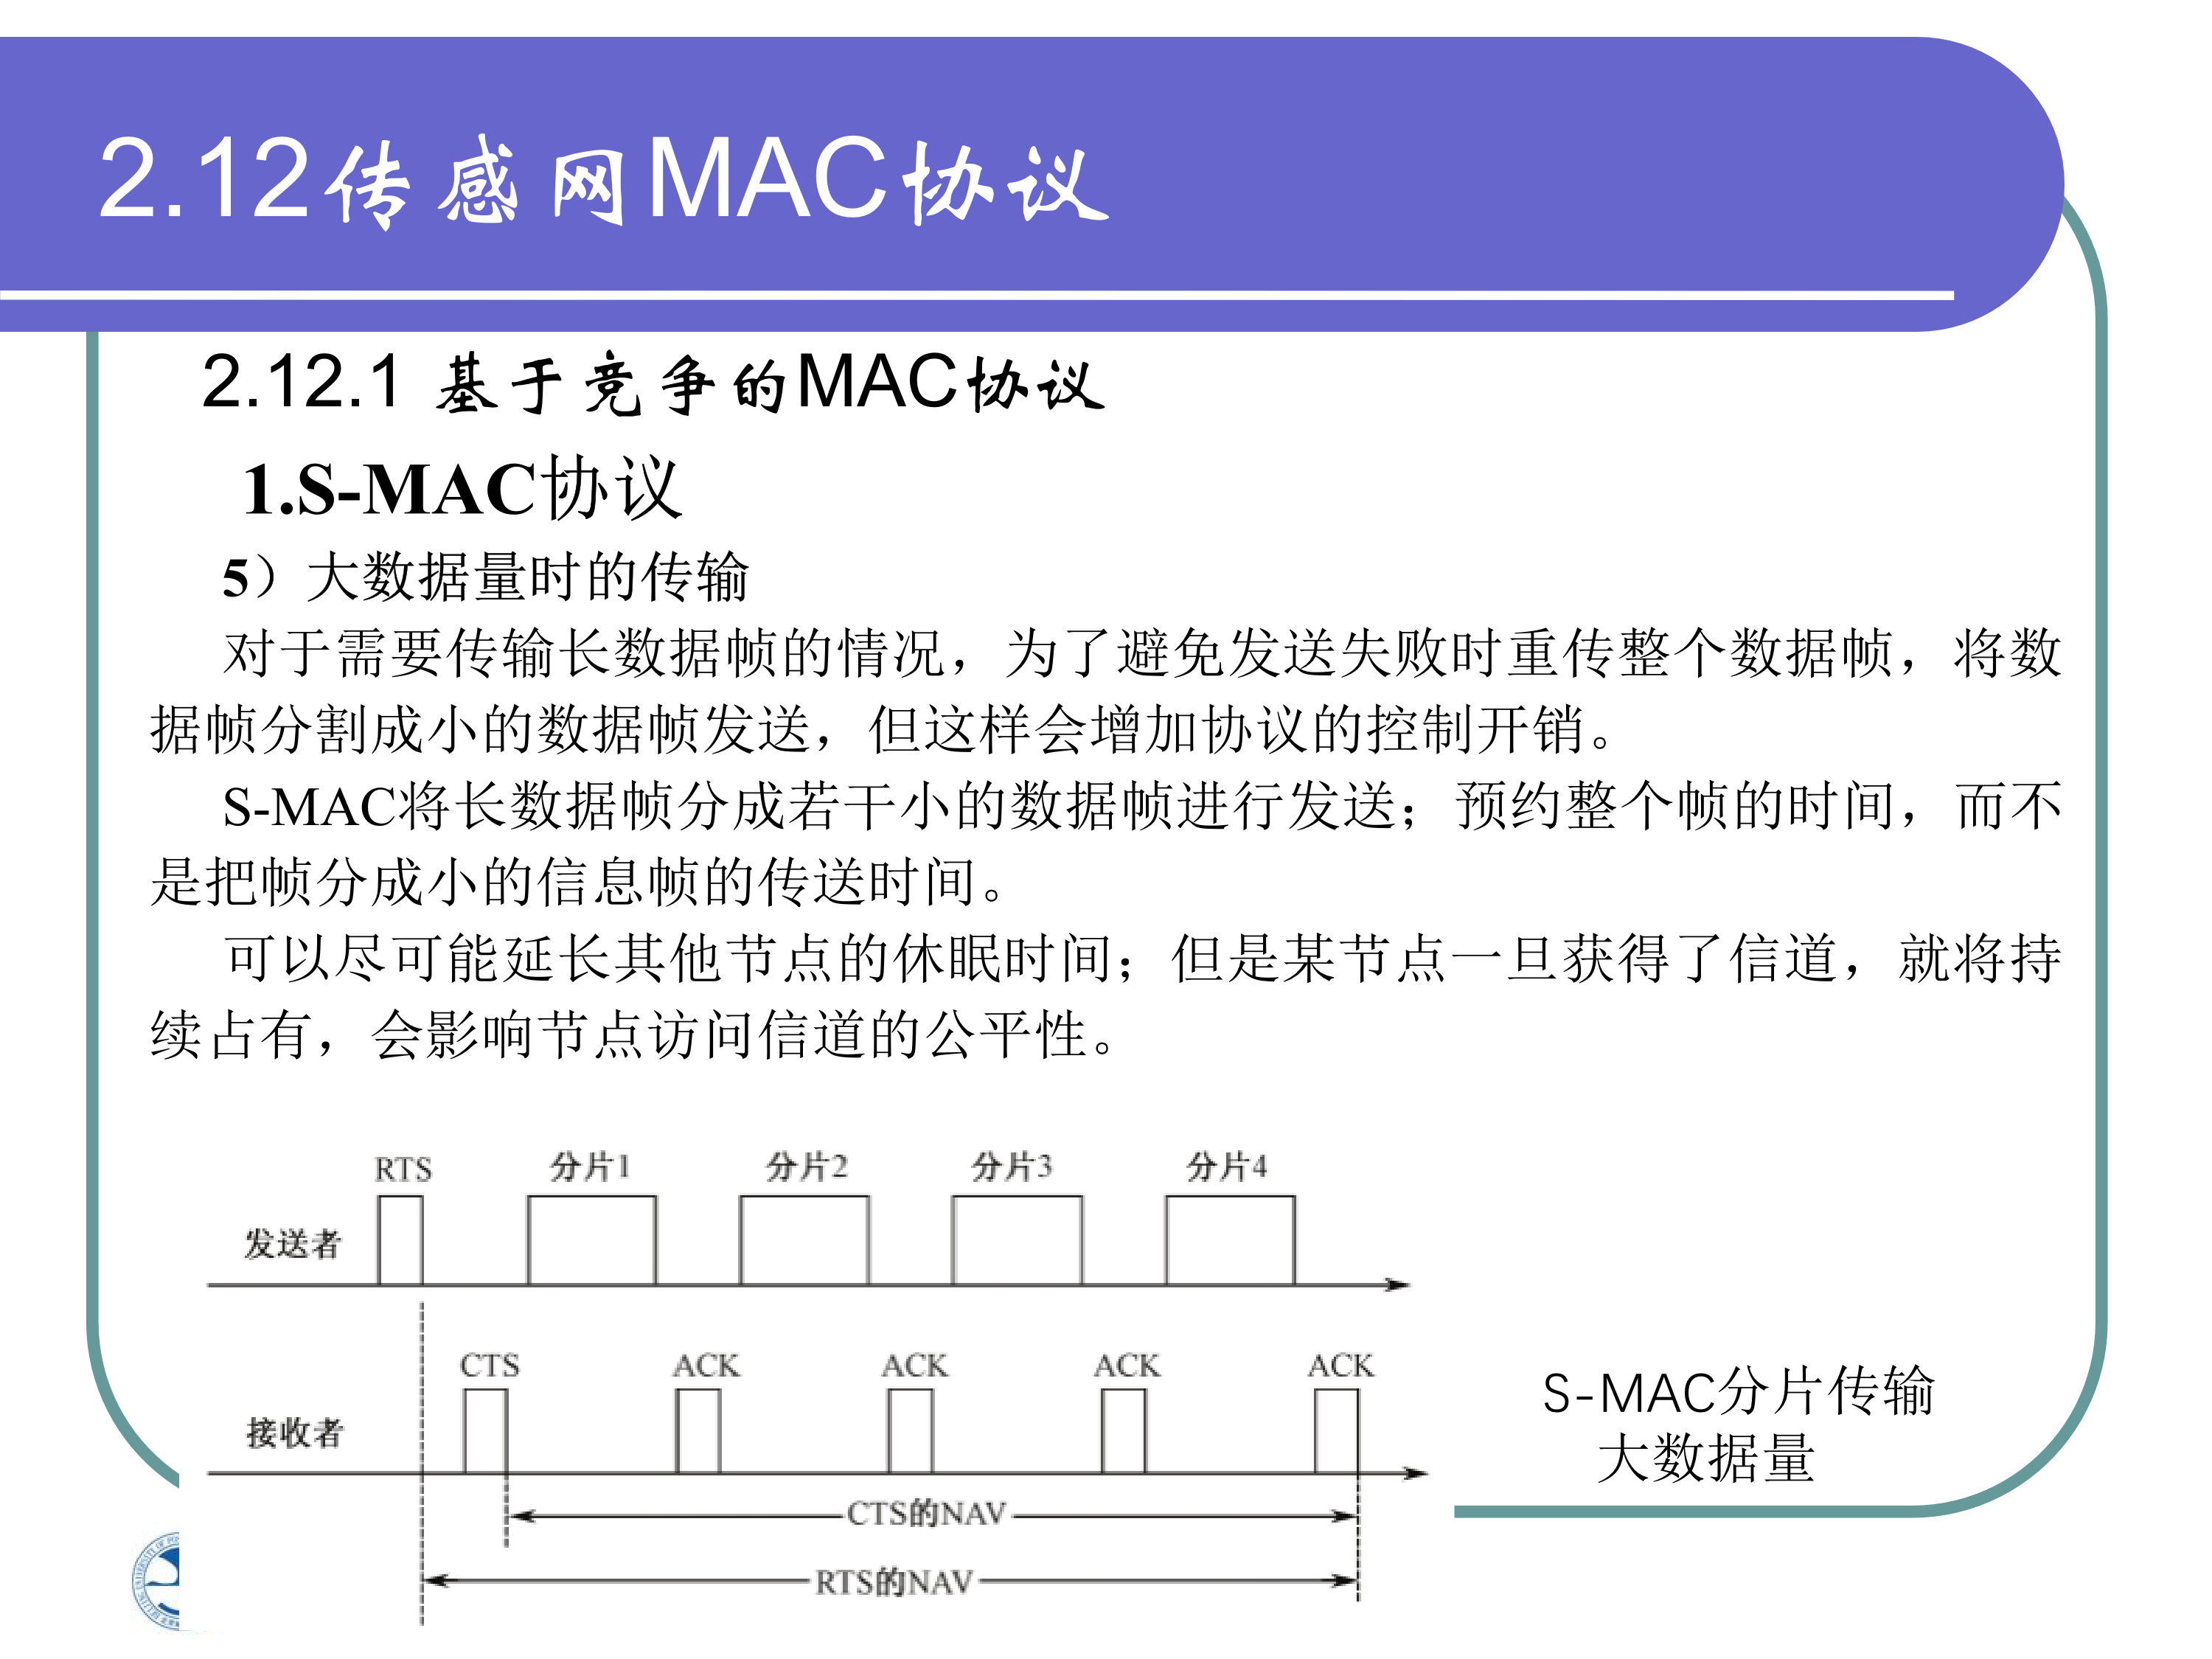 2.12传感网MAC协议
2.12.1 基于竞争的MAC协议
1.S-MAC协议
5）大数据量时的传输
对于需要传输长数据帧的情况，为了避免发送失败时重传整个数据帧，将数
据帧分割成小的数据帧发送，但这样会增加协议的控制开销。
S-MAC将长数据帧分成若干小的数据帧进行发送；预约整个帧的时间，而不
是把帧分成小的信息帧的传送时间。
可以尽可能延长其他节点的休眠时间；但是某节点一旦获得了信道，就将持
续占有，会影响节点访问信道的公平性。
RTS 分片1 分片2 分片3 分片4
发送者
CTS ACK ACK ACK ACK
接收者
CTS的NAV
RTS的NAV
S-MAC分片传输
大数据量